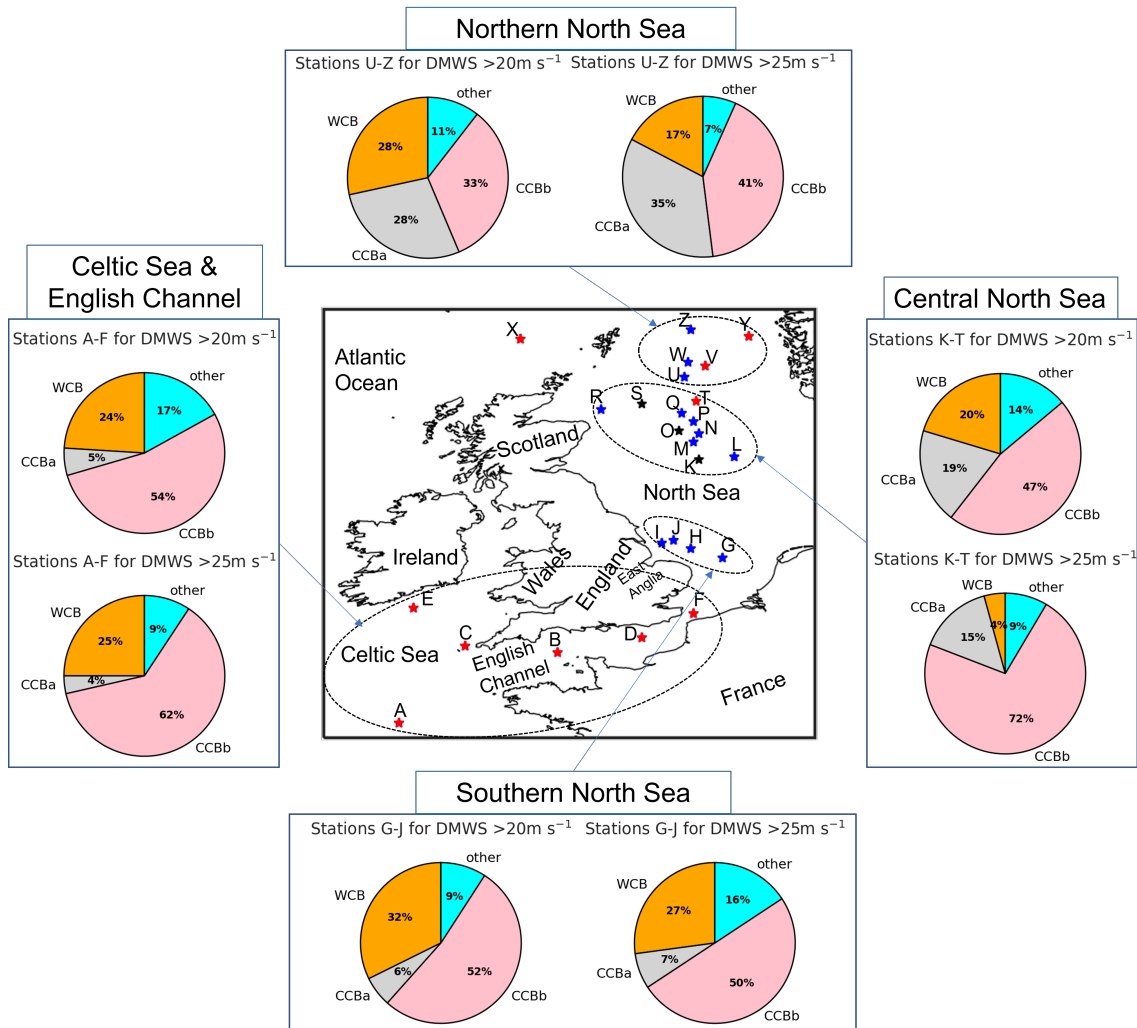 Northern North Sea
Stations U-Z for DMWS >20m s⁻¹
other
WCB
11%
28%
33%
CCBb
28%
CCBa
Stations U-Z for DMWS >25m s⁻¹
other
WCB
7%
17%
41%
CCBb
35%
CCBa
Celtic Sea &
English Channel
Stations A-F for DMWS >20m s⁻¹
other
WCB
17%
24%
CCBa
5%
54%
CCBb
Stations A-F for DMWS >25m s⁻¹
other
WCB
9%
25%
CCBa
4%
62%
CCBb
Atlantic
Ocean
X
Z
Y
W
V
U
R
S
T
Q
P
O
N
M
L
K
Scotland
North Sea
I
J
H
G
Ireland
Wales
England
East
Anglia
E
F
C
B
D
Celtic Sea
English
Channel
A
France
Central North Sea
Stations K-T for DMWS >20m s⁻¹
other
WCB
14%
20%
CCBa
19%
47%
CCBb
Stations K-T for DMWS >25m s⁻¹
WCB
other
CCBa
4%
9%
15%
72%
CCBb
Southern North Sea
Stations G-J for DMWS >20m s⁻¹
other
WCB
9%
32%
6%
52%
CCBa
CCBb
Stations G-J for DMWS >25m s⁻¹
other
WCB
16%
27%
7%
CCBa
50%
CCBb